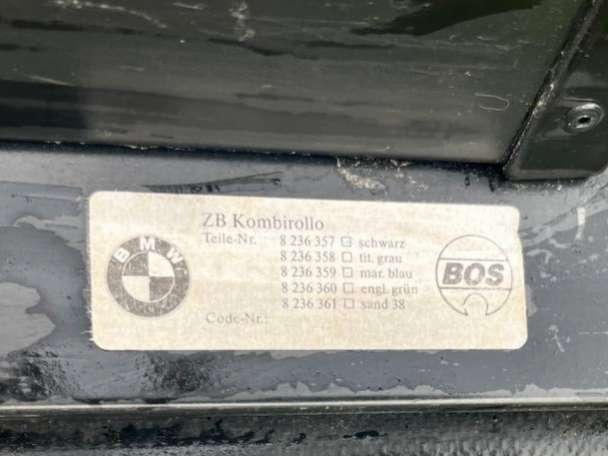 ZB Kombirollo
Teile-Nr. 8 236 357 ☐ schwarz
8 236 358 ☐ tit. grau
8 236 359 ☐ mar. blau
8 236 360 ☐ engl. grün
8 236 361 ☐ sand 38
Code-Nr.:
BMW
BOS